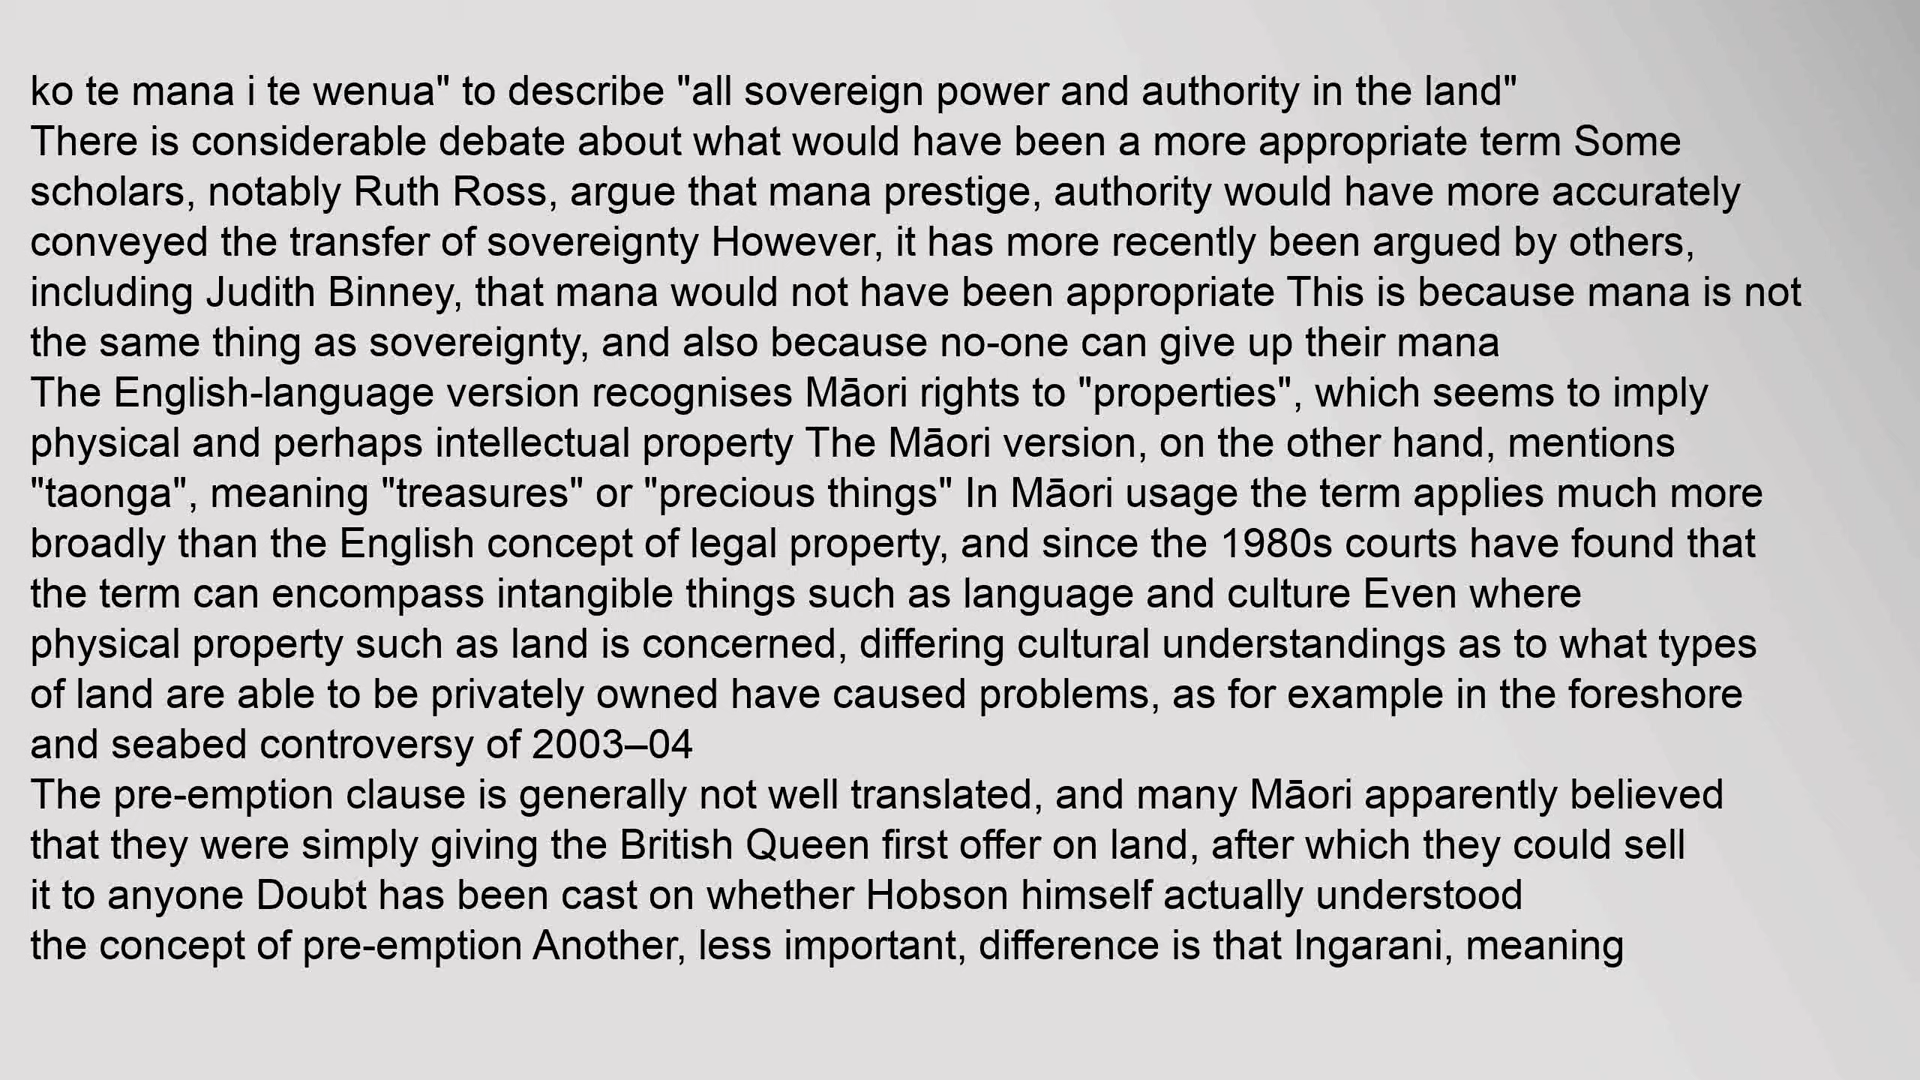 ko te mana i te wenua" to describe "all sovereign power and authority in the land"
There is considerable debate about what would have been a more appropriate term Some
scholars, notably Ruth Ross, argue that mana prestige, authority would have more accurately
conveyed the transfer of sovereignty However, it has more recently been argued by others,
including Judith Binney, that mana would not have been appropriate This is because mana is not
the same thing as sovereignty, and also because no-one can give up their mana
The English-language version recognises Māori rights to "properties", which seems to imply
physical and perhaps intellectual property The Māori version, on the other hand, mentions
"taonga", meaning "treasures" or "precious things" In Māori usage the term applies much more
broadly than the English concept of legal property, and since the 1980s courts have found that
the term can encompass intangible things such as language and culture Even where
physical property such as land is concerned, differing cultural understandings as to what types
of land are able to be privately owned have caused problems, as for example in the foreshore
and seabed controversy of 2003–04
The pre-emption clause is generally not well translated, and many Māori apparently believed
that they were simply giving the British Queen first offer on land, after which they could sell
it to anyone Doubt has been cast on whether Hobson himself actually understood
the concept of pre-emption Another, less important, difference is that Ingarani, meaning